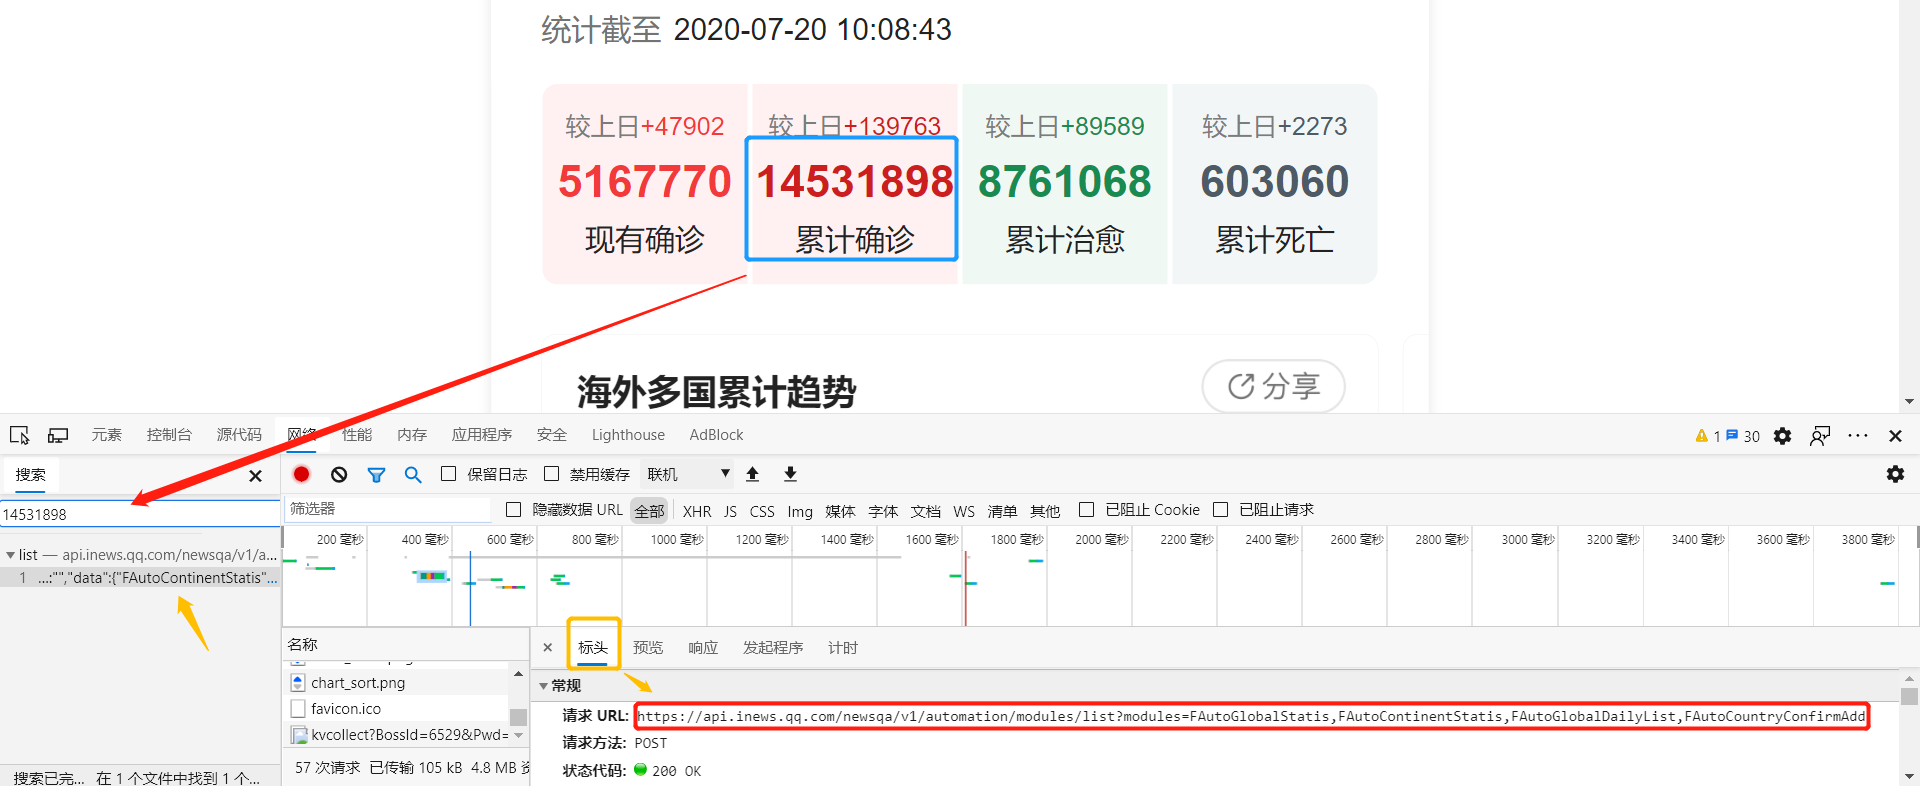 统计截至 2020-07-20 10:08:43
较上日+47902
较上日+139763
较上日+89589
较上日+2273
5167770
14531898
8761068
603060
现有确诊
累计确诊
累计治愈
累计死亡
海外多国累计趋势
分享
元素 控制台 源代码 网络 性能 内存 应用程序 安全 Lighthouse AdBlock
1 30
搜索
保留日志 禁用缓存 联机
14531898
筛选器
隐藏数据 URL 全部 XHR JS CSS Img 媒体 字体 文档 WS 清单 其他 已阻止 Cookie 已阻止请求
200 毫秒 400 毫秒 600 毫秒 800 毫秒 1000 毫秒 1200 毫秒 1400 毫秒 1600 毫秒 1800 毫秒 2000 毫秒 2200 毫秒 2400 毫秒 2600 毫秒 2800 毫秒 3000 毫秒 3200 毫秒 3400 毫秒 3600 毫秒 3800 毫秒
list — api.inews.qq.com/newsqa/v1/a...
1 ...:"","data":{"FAutoContinentStatis"...
名称
chart_sort.png
favicon.ico
kvcollect?BossId=6529&Pwd=
57 次请求 已传输 105 kB 4.8 MB
标头 预览 响应 发起程序 计时
常规
请求 URL: https://api.inews.qq.com/newsqa/v1/automation/modules/list?modules=FAutoGlobalStatis,FAutoContinentStatis,FAutoGlobalDailyList,FAutoCountryConfirmAdd
请求方法: POST
状态代码: 200 OK
搜索已完... 在 1 个文件中找到 1 个...